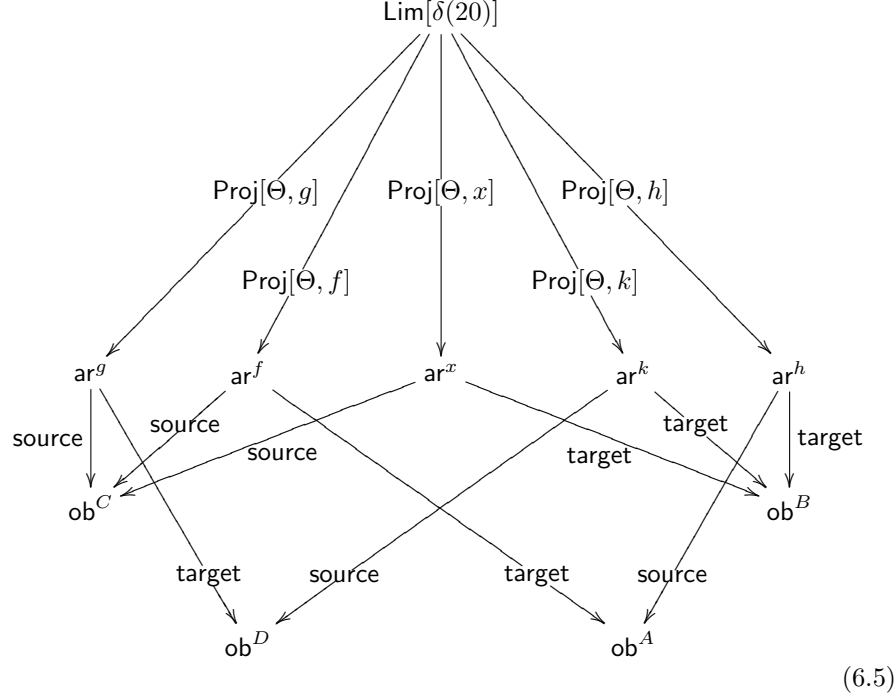 Lim[δ(20)]
Proj[Θ, g] Proj[Θ, x] Proj[Θ, h]
Proj[Θ, f] Proj[Θ, k]
ar^g ar^f ar^x ar^k ar^h
source source source target target target
ob^C ob^B
target source target source
ob^D ob^A
(6.5)